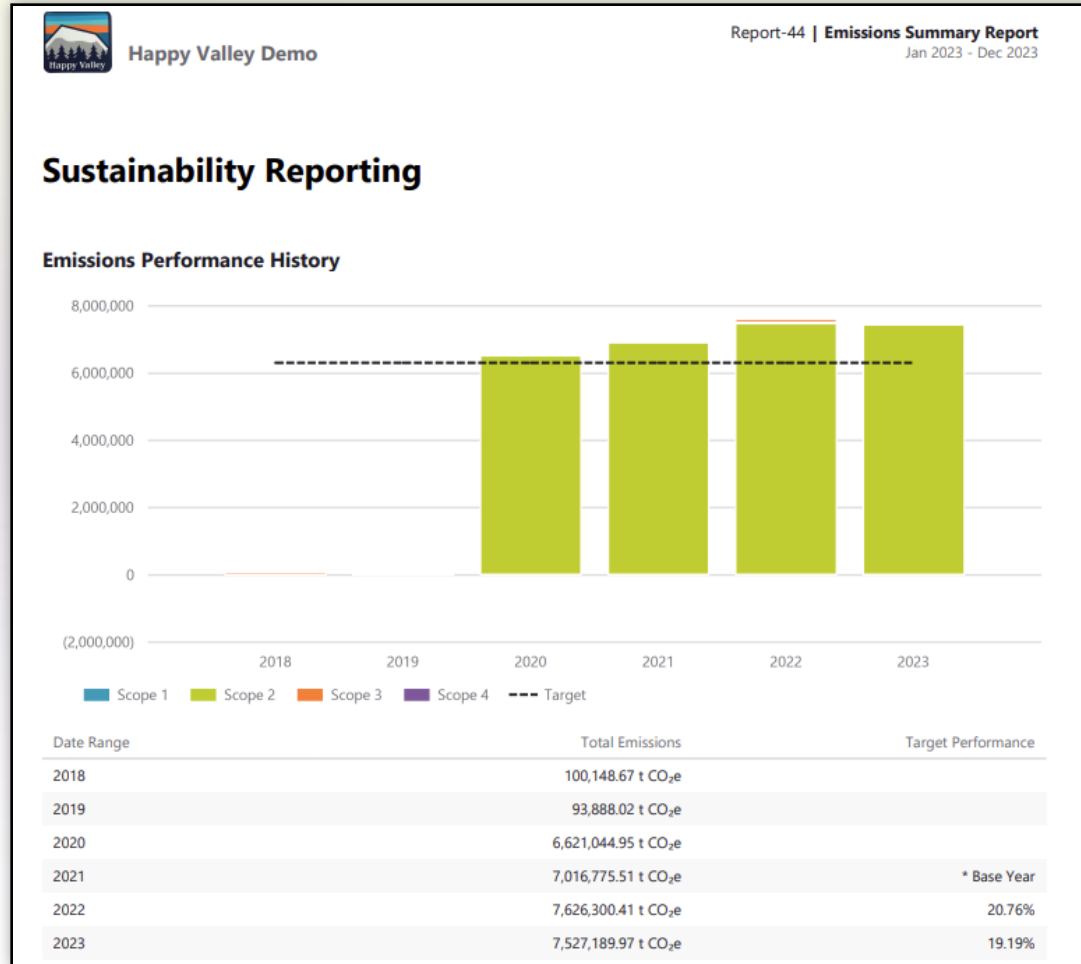 Happy Valley
Happy Valley Demo
Report-44 | Emissions Summary Report
Jan 2023 - Dec 2023
Sustainability Reporting
Emissions Performance History
8,000,000
6,000,000
4,000,000
2,000,000
0
(2,000,000)
2018 2019 2020 2021 2022 2023
Scope 1 Scope 2 Scope 3 Scope 4 Target
Date Range Total Emissions Target Performance
2018 100,148.67 t CO₂e
2019 93,888.02 t CO₂e
2020 6,621,044.95 t CO₂e
2021 7,016,775.51 t CO₂e * Base Year
2022 7,626,300.41 t CO₂e 20.76%
2023 7,527,189.97 t CO₂e 19.19%